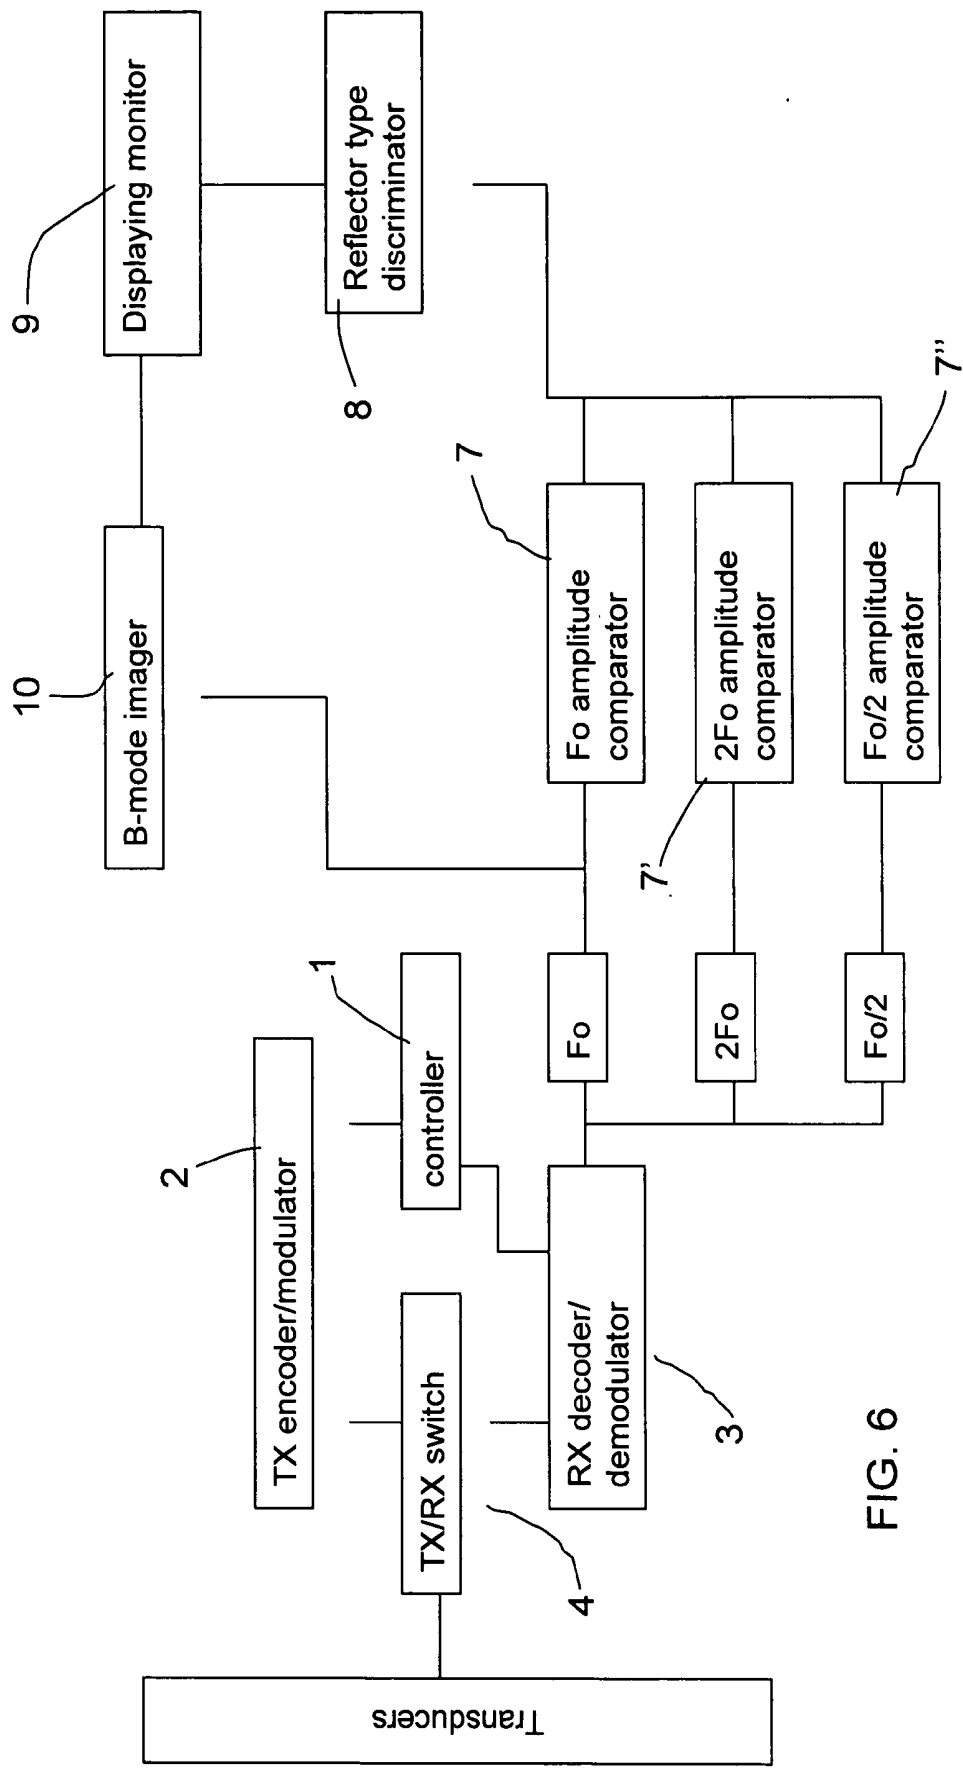 Transducers
TX/RX switch
4
TX encoder/modulator
2
controller
1
RX decoder/
demodulator
3
Fo
2Fo
Fo/2
B-mode imager
10
Fo amplitude
comparator
7
2Fo amplitude
comparator
7'
Fo/2 amplitude
comparator
7"
Displaying monitor
9
Reflector type
discriminator
8
FIG. 6